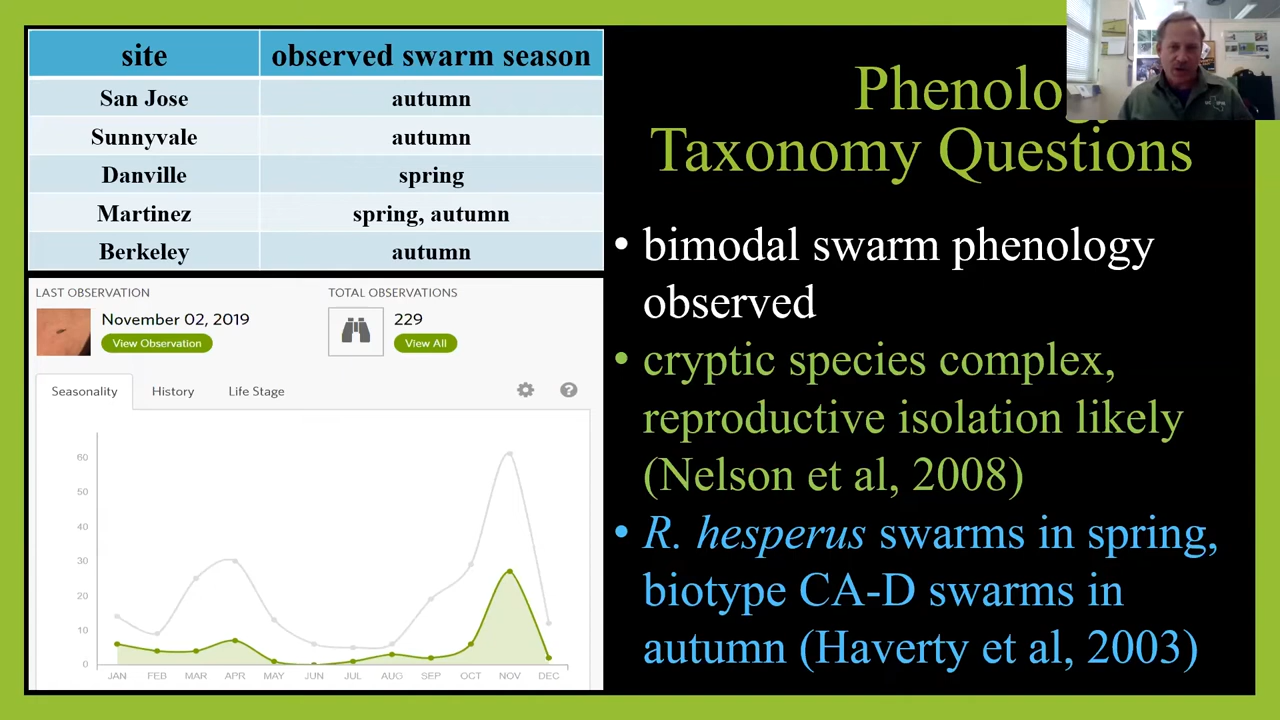 site observed swarm season
San Jose autumn
Sunnyvale autumn
Danville spring
Martinez spring, autumn
Berkeley autumn
LAST OBSERVATION
November 02, 2019
View Observation
TOTAL OBSERVATIONS
229
View All
Seasonality History Life Stage
60
50
40
30
20
10
0
JAN FEB MAR APR MAY JUN JUL AUG SEP OCT NOV DEC
Taxonomy Questions
• bimodal swarm phenology
observed
• cryptic species complex,
reproductive isolation likely
(Nelson et al, 2008)
• R. hesperus swarms in spring,
biotype CA-D swarms in
autumn (Haverty et al, 2003)